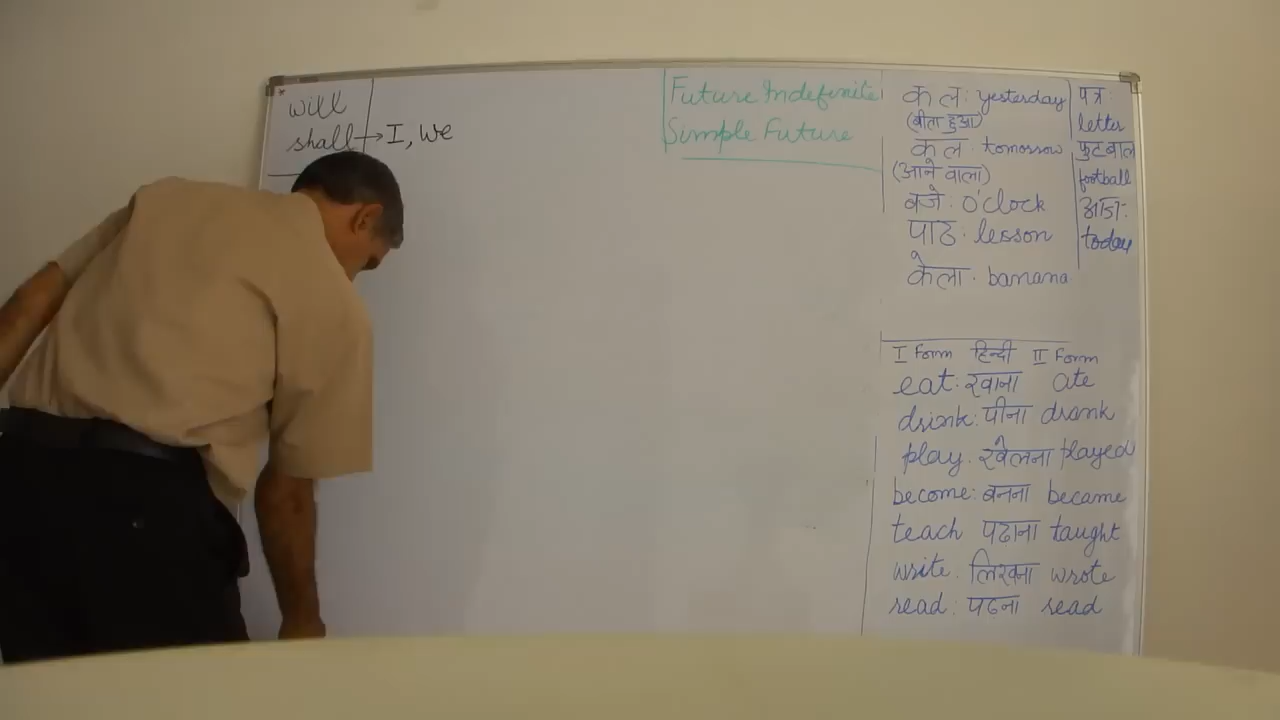 will
shall → I, we
Future Indefinite
Simple Future
कल: yesterday
(बीता हुआ)
कल: tomorrow
(आने वाला)
बजे: o'clock
पाठ: lesson
केला: banana
पत्र:
letter
फुटबाल
football
आज:
today
I Form हिन्दी II Form
eat: खाना ate
drink: पीना drank
play: खेलना played
become: बनना became
teach पढाना taught
write: लिखना wrote
read: पढना read